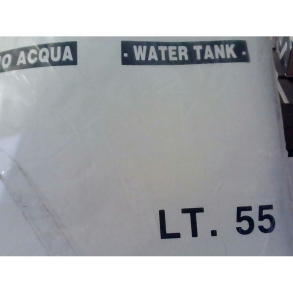 ACQUA - WATER TANK -
LT. 55